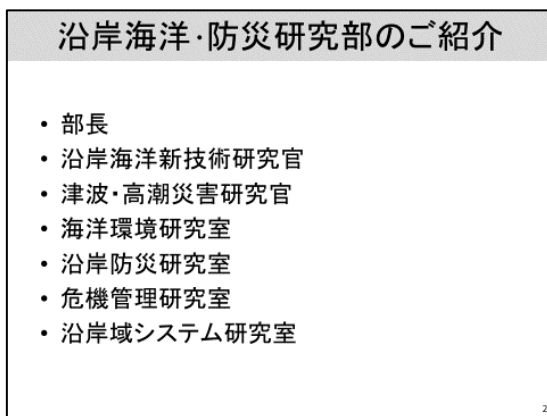 沿岸海洋･防災研究部のご紹介
• 部長
• 沿岸海洋新技術研究官
• 津波・高潮災害研究官
• 海洋環境研究室
• 沿岸防災研究室
• 危機管理研究室
• 沿岸域システム研究室
2